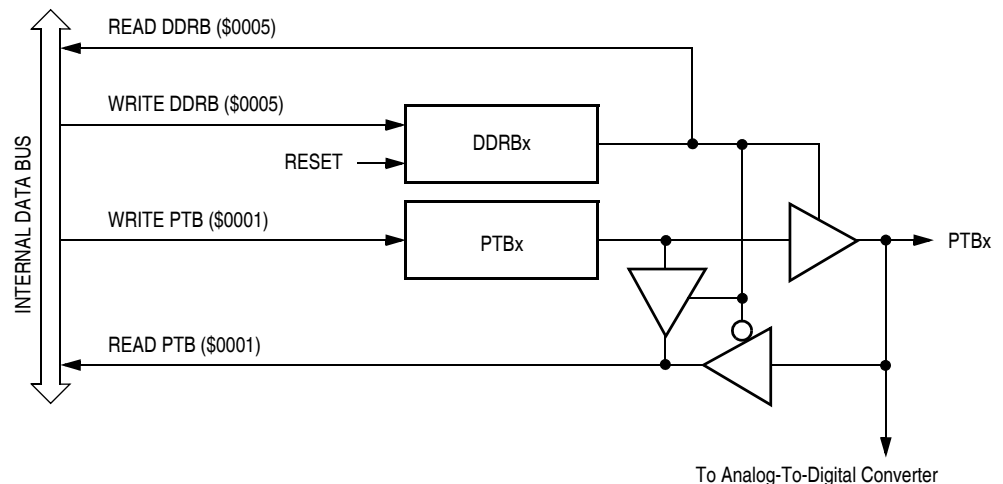 READ DDRB ($0005)
WRITE DDRB ($0005)
DDRBx
RESET
INTERNAL DATA BUS
WRITE PTB ($0001)
PTBx
PTBx
READ PTB ($0001)
To Analog-To-Digital Converter